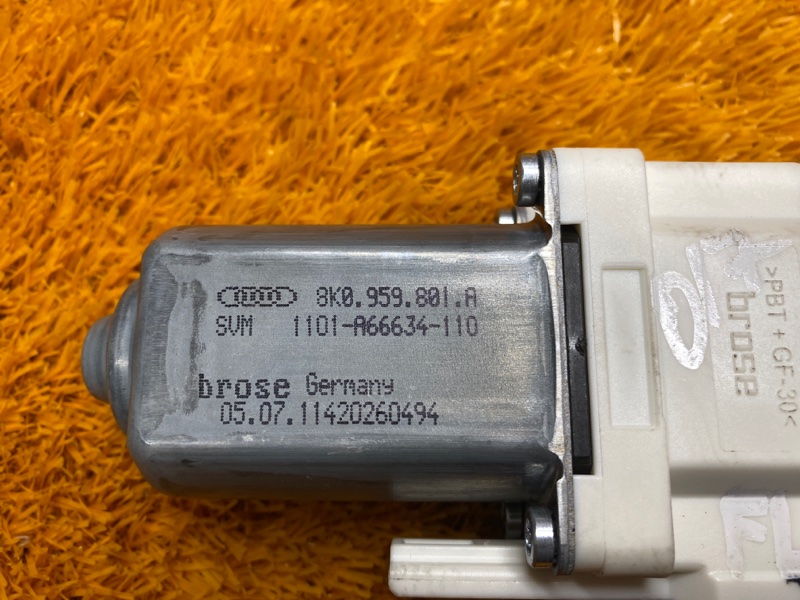 8K0.959.801.A
SVM 1101-A66634-110
brose Germany
05.07.11420260494
brose
>PBT + GF-30<